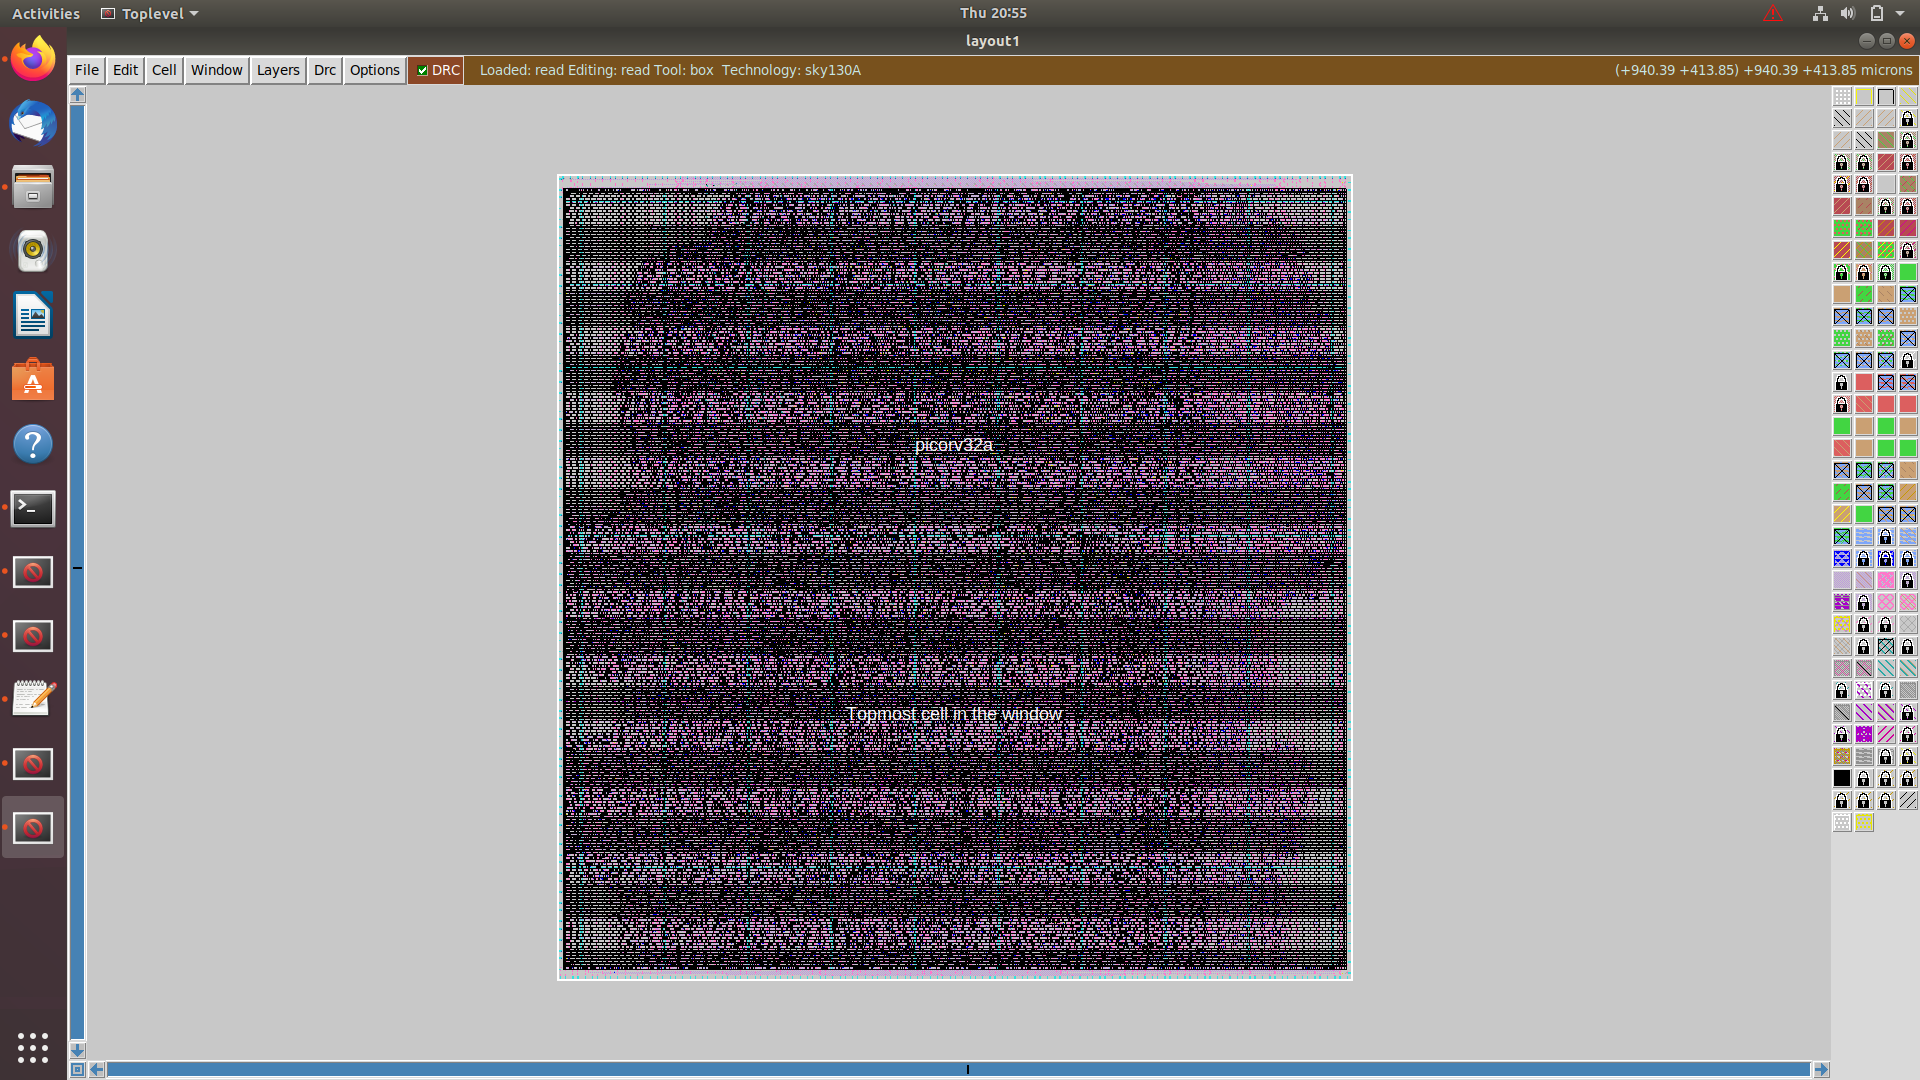 Activities Toplevel Thu 20:55
layout1
File Edit Cell Window Layers Drc Options DRC Loaded: read Editing: read Tool: box Technology: sky130A (+940.39 +413.85) +940.39 +413.85 microns
picorv32a
Topmost cell in the window